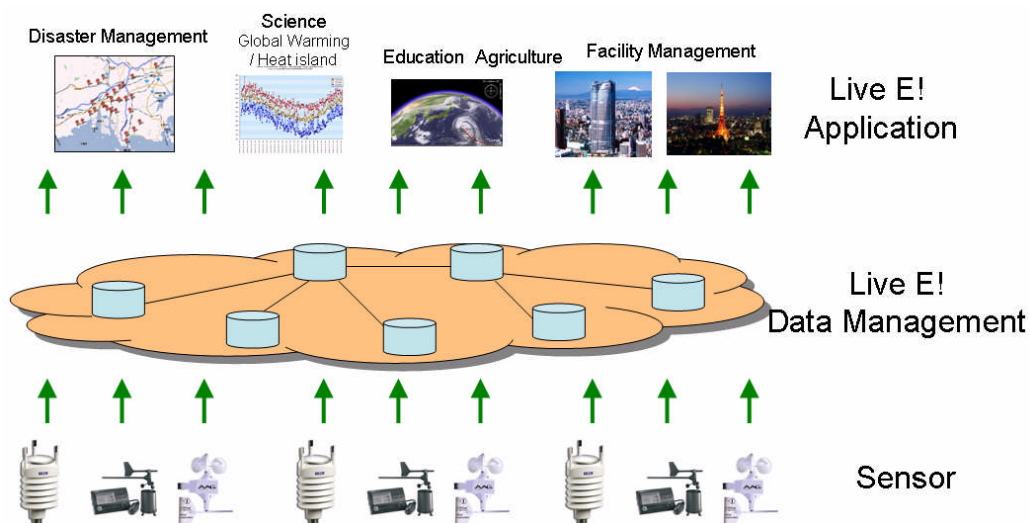 Disaster Management
Science
Global Warming
/ Heat island
Education Agriculture
Facility Management
Live E!
Application
Live E!
Data Management
Sensor